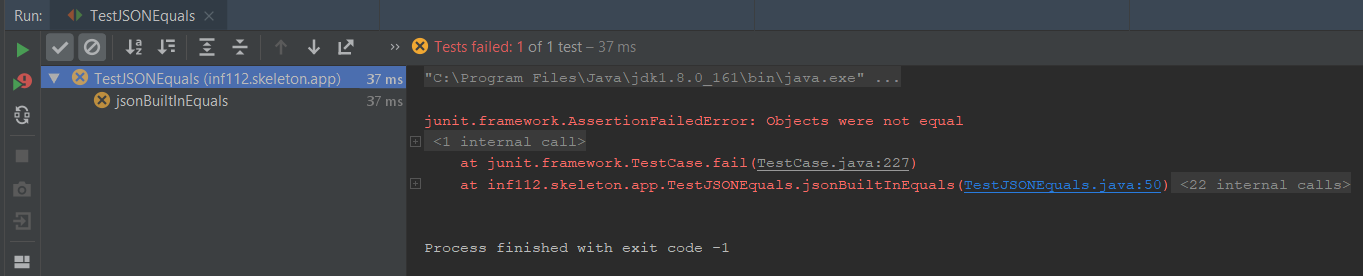 Run: TestJSONEquals ×
» Tests failed: 1 of 1 test – 37 ms
TestJSONEquals (inf112.skeleton.app) 37 ms
jsonBuiltInEquals 37 ms
"C:\Program Files\Java\jdk1.8.0_161\bin\java.exe" ...
junit.framework.AssertionFailedError: Objects were not equal
<1 internal call>
at junit.framework.TestCase.fail(TestCase.java:227)
at inf112.skeleton.app.TestJSONEquals.jsonBuiltInEquals(TestJSONEquals.java:50) <22 internal calls>
Process finished with exit code -1